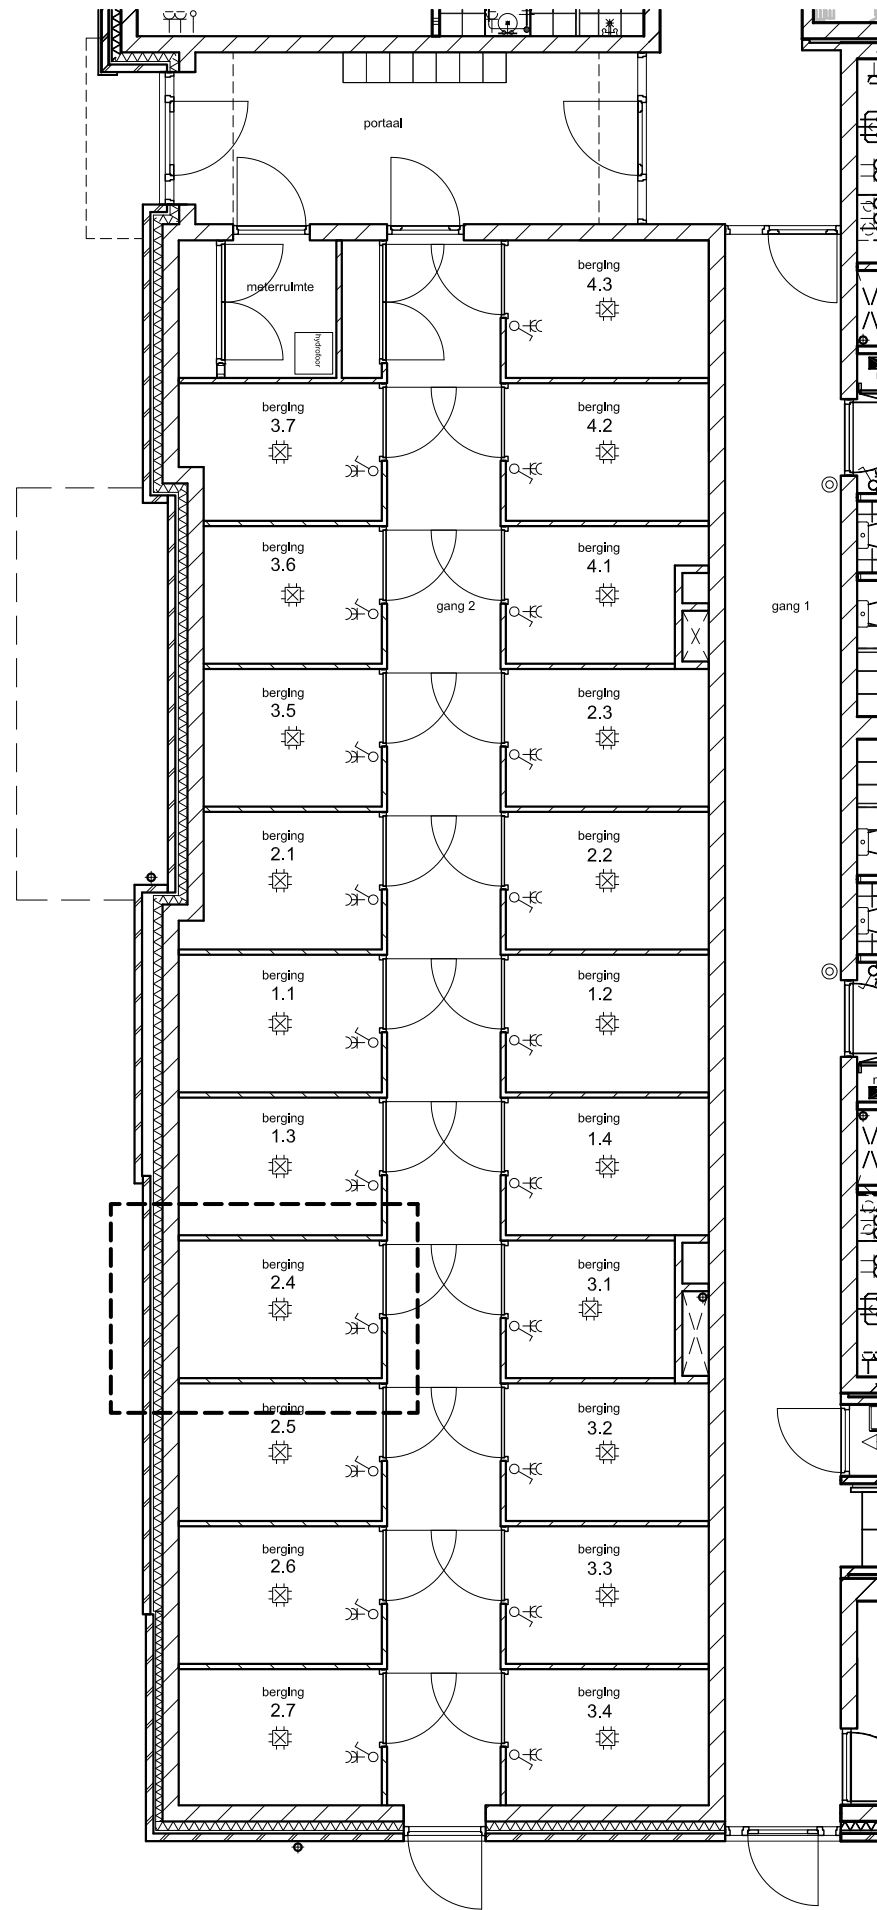 portaal
berging
4.3
meterruimte
hydrofoor
berging
3.7
berging
4.2
berging
3.6
berging
4.1
gang 2
gang 1
berging
3.5
berging
2.3
berging
2.1
berging
2.2
berging
1.1
berging
1.2
berging
1.3
berging
1.4
berging
2.4
berging
3.1
berging
2.5
berging
3.2
berging
2.6
berging
3.3
berging
2.7
berging
3.4